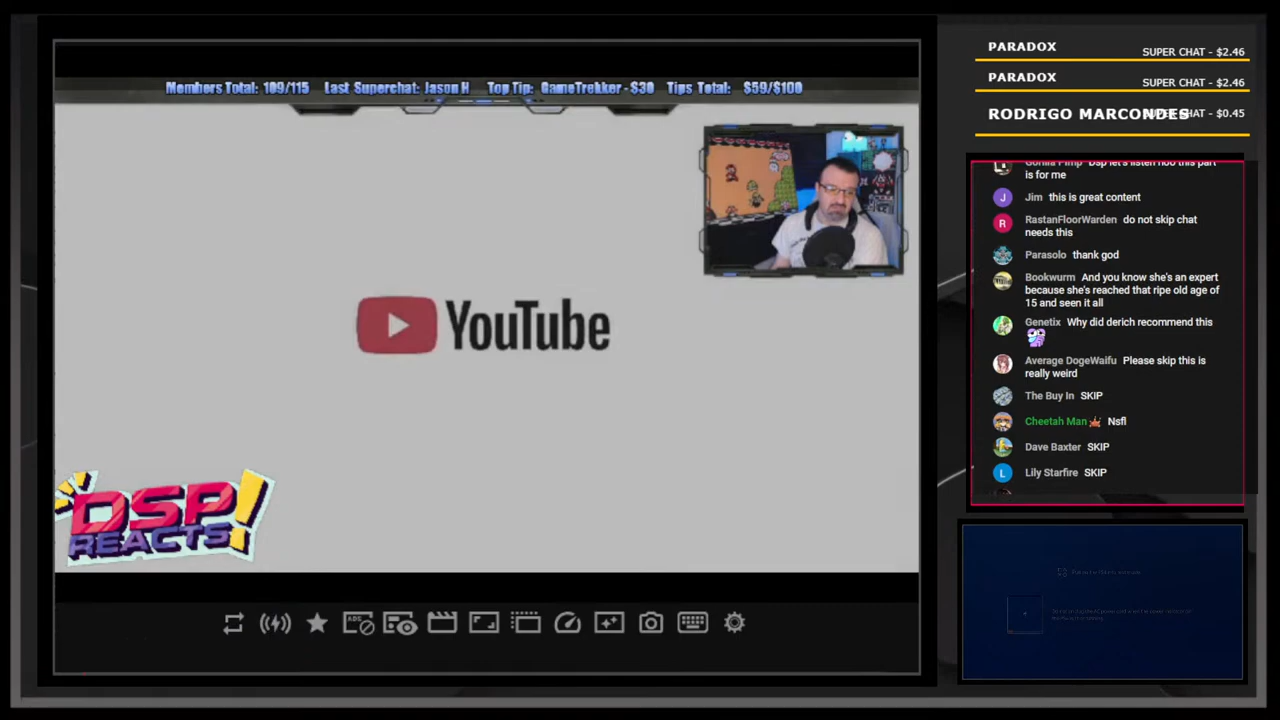 PARADOX
SUPER CHAT - $2.46
PARADOX
SUPER CHAT - $2.46
RODRIGO MARCONDES
SUPER CHAT - $0.45
Members Total: 109/115 Last Superchat: Jason H Top Tip: GameTrekker - $30 Tips Total: $59/$100
YouTube
DSP!
REACTS
ADS
Gorilla Pimp Dsp let's listen noo this part
is for me
J Jim this is great content
R RastanFloorWarden do not skip chat
needs this
Parasolo thank god
Bookwurm And you know she's an expert
because she's reached that ripe old age of
15 and seen it all
Genetix Why did derich recommend this
Average DogeWaifu Please skip this is
really weird
The Buy In SKIP
Cheetah Man Nsfl
Dave Baxter SKIP
L Lily Starfire SKIP